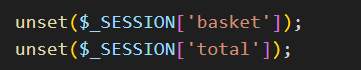 unset($_SESSION['basket']);
unset($_SESSION['total']);